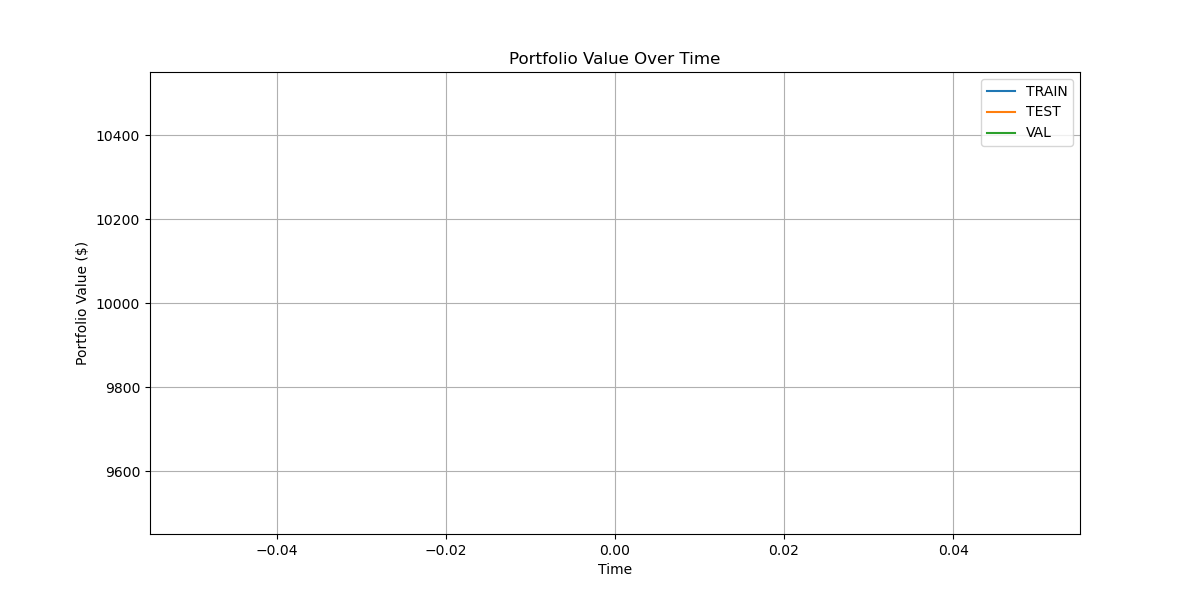 Portfolio Value Over Time
TRAIN
TEST
VAL
Portfolio Value ($)
10400
10200
10000
9800
9600
−0.04
−0.02
0.00
0.02
0.04
Time